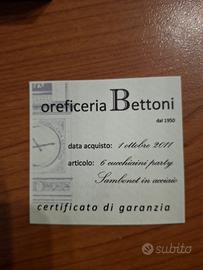 oreficeria Bettoni
dal 1950
data acquisto: 1 ottobre 2011
articolo: 6 cucchiaini party
Sambonet in acciaio
certificato di garanzia
subito